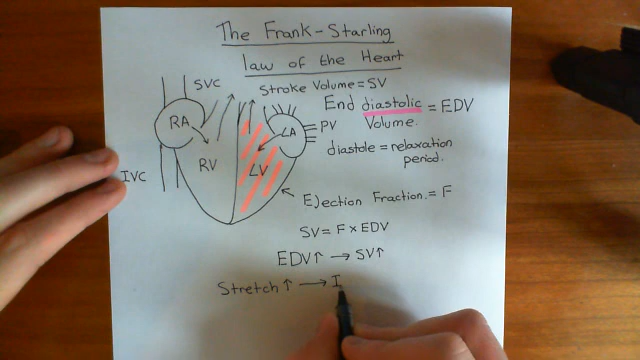 The Frank-Starling
law of the Heart
SVC
Stroke Volume = SV
End diastolic = EDV
Volume.
RA
LA
PV
diastole = relaxation
period.
RV
LV
IVC
Ejection Fraction = F
SV = F × EDV
EDV↑ → SV↑
Stretch ↑ → I